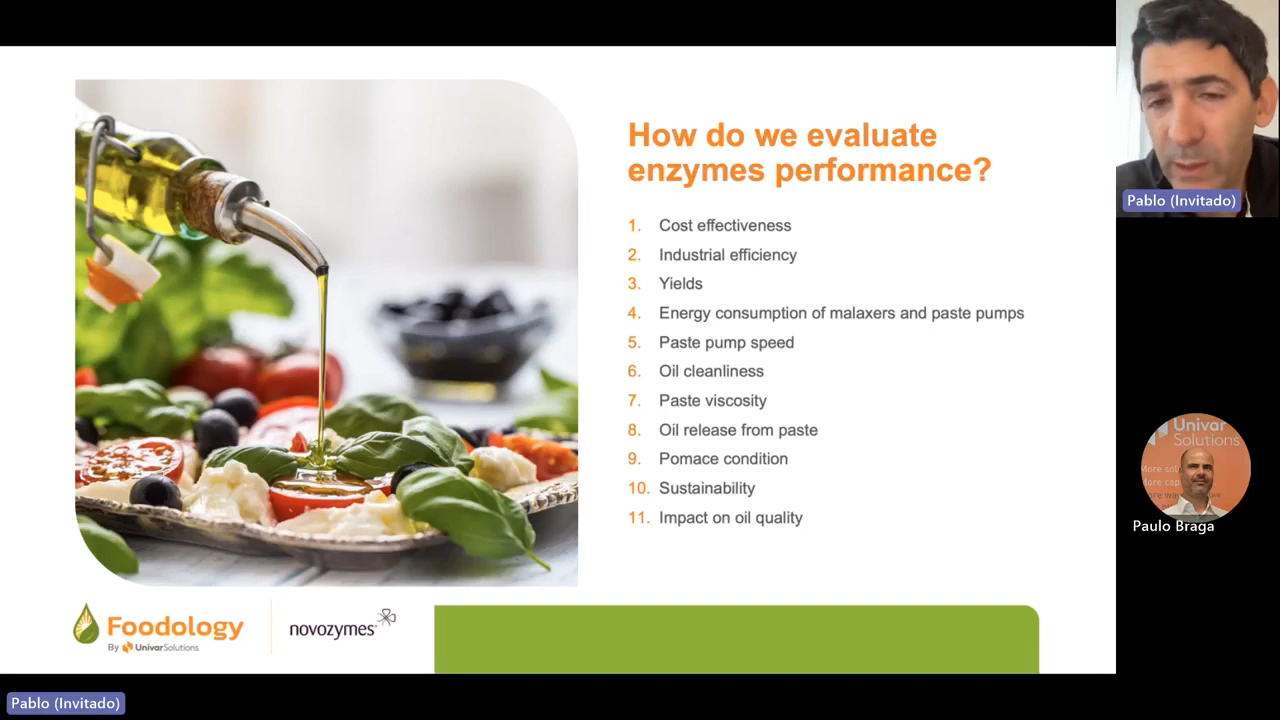 How do we evaluate
enzymes performance?
1. Cost effectiveness
2. Industrial efficiency
3. Yields
4. Energy consumption of malaxers and paste pumps
5. Paste pump speed
6. Oil cleanliness
7. Paste viscosity
8. Oil release from paste
9. Pomace condition
10. Sustainability
11. Impact on oil quality
Foodology
By Univar Solutions
novozymes
Pablo (Invitado)
Univar
Solutions
Paulo Braga
Pablo (Invitado)